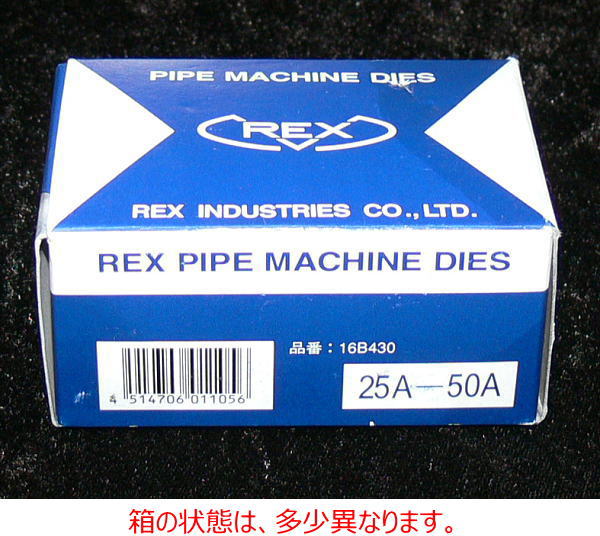 PIPE MACHINE DIES
REX
REX INDUSTRIES CO.,LTD.
REX PIPE MACHINE DIES
品番：16B430
25A-50A
4 514706 011056
箱の状態は、多少異なります。